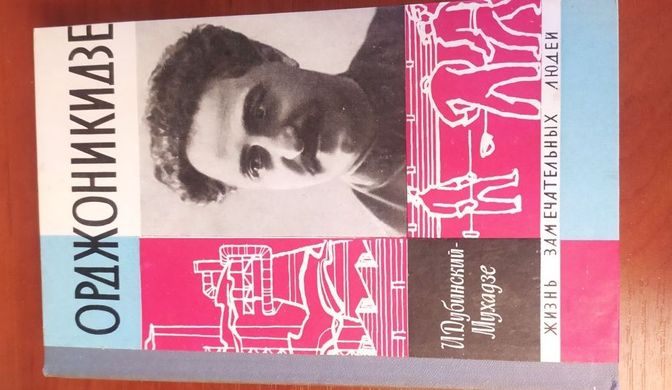 ОРДЖОНИКИДЗЕ
И.Дубинский-
Мухадзе
ЖИЗНЬ ЗАМЕЧАТЕЛЬНЫХ ЛЮДЕЙ